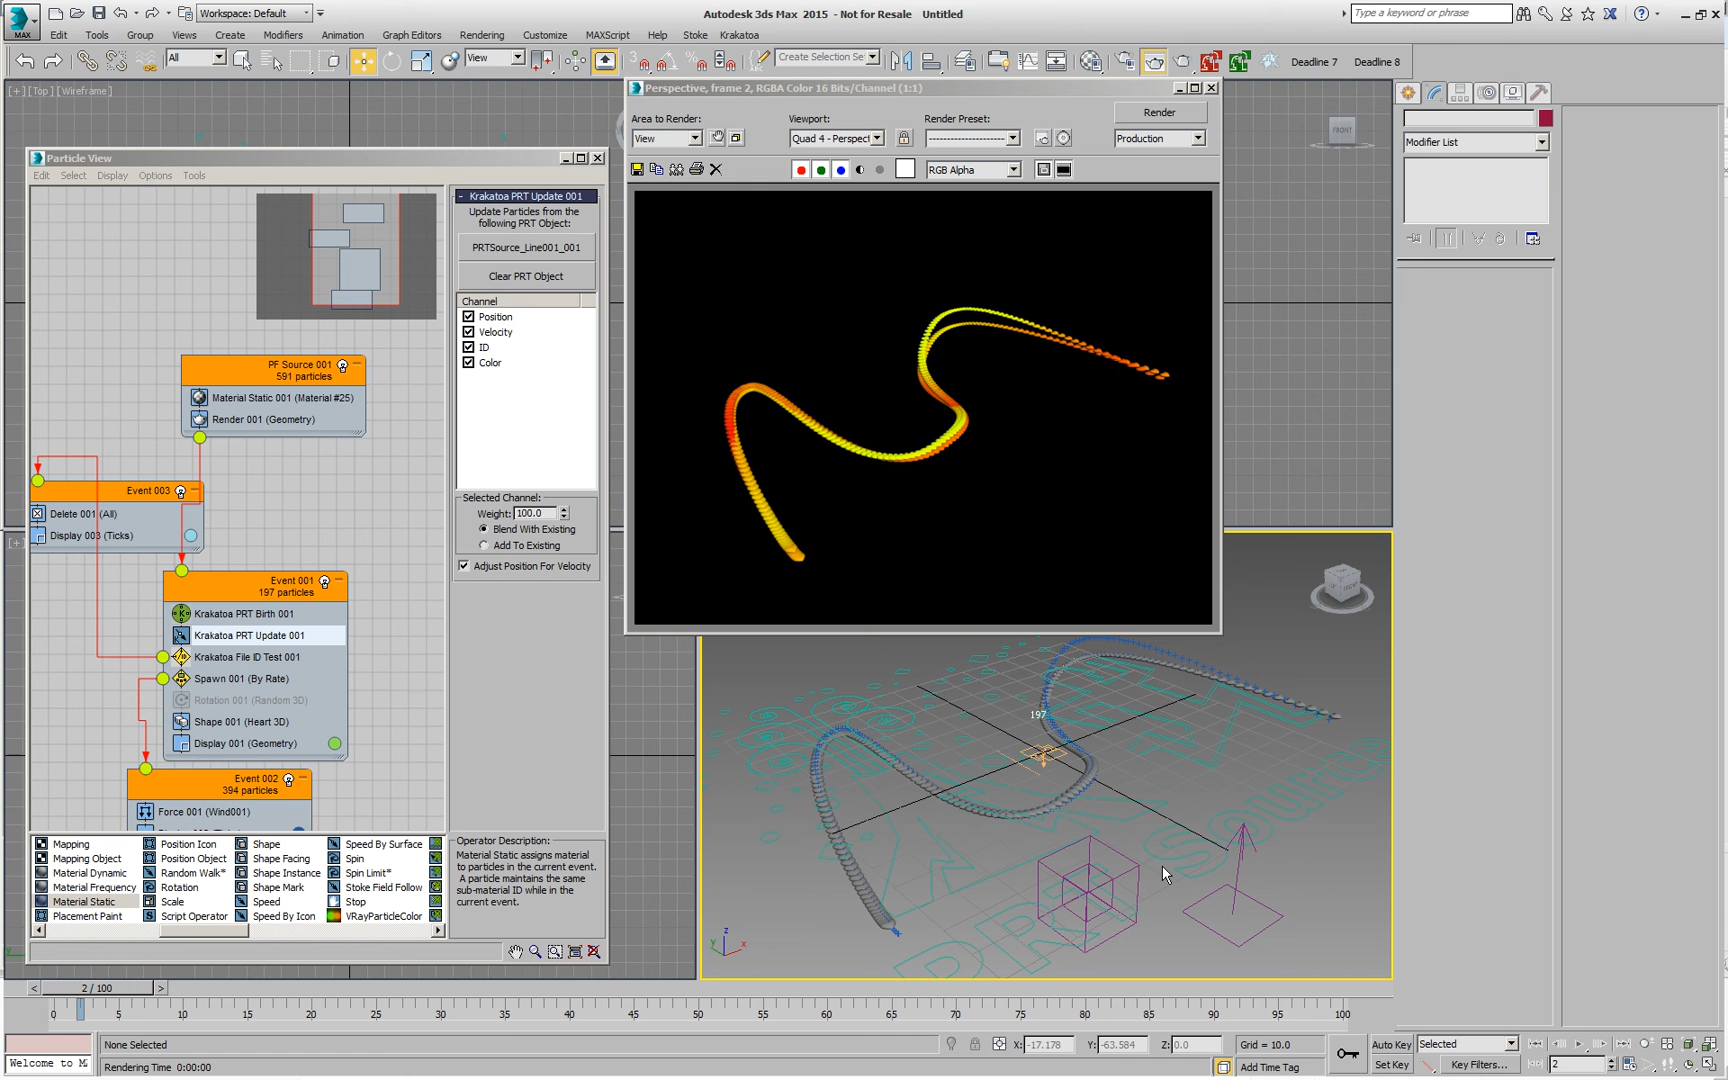 Workspace: Default
Autodesk 3ds Max 2015 - Not for Resale Untitled
Type a keyword or phrase
MAX
Edit Tools Group Views Create Modifiers Animation Graph Editors Rendering Customize MAXScript Help Stoke Krakatoa
All
View
Create Selection Se
Deadline 7 Deadline 8
[+] [Top] [Wireframe]
Perspective, frame 2, RGBA Color 16 Bits/Channel (1:1)
Area to Render:
View
Viewport:
Quad 4 - Perspect
Render Preset:
Render
Production
RGB Alpha
FRONT
Modifier List
Particle View
Edit Select Display Options Tools
Krakatoa PRT Update 001
Update Particles from the
following PRT Object:
PRTSource_Line001_001
Clear PRT Object
Channel
Position
Velocity
ID
Color
Selected Channel:
Weight: 100.0
Blend With Existing
Add To Existing
Adjust Position For Velocity
PF Source 001
591 particles
Material Static 001 (Material #25)
Render 001 (Geometry)
Event 003
Delete 001 (All)
Display 003 (Ticks)
Event 001
197 particles
Krakatoa PRT Birth 001
Krakatoa PRT Update 001
Krakatoa File ID Test 001
Spawn 001 (By Rate)
Rotation 001 (Random 3D)
Shape 001 (Heart 3D)
Display 001 (Geometry)
Event 002
394 particles
Force 001 (Wind001)
Mapping Position Icon Shape Speed By Surface
Mapping Object Position Object Shape Facing Spin
Material Dynamic Random Walk* Shape Instance Spin Limit*
Material Frequency Rotation Shape Mark Stoke Field Follow
Material Static Scale Speed Stop
Placement Paint Script Operator Speed By Icon VRayParticleColor
Operator Description:
Material Static assigns material
to particles in the current event.
A particle maintains the same
sub-material ID while in the
current event.
[+]
197
PRT Source
z
y
x
2 / 100
0 5 10 15 20 25 30 35 40 45 50 55 60 65 70 75 80 85 90 95 100
None Selected
X: -17.178 Y: -63.584 Z: 0.0
Grid = 10.0
Auto Key
Selected
Welcome to M
Rendering Time 0:00:00
Add Time Tag
Set Key
Key Filters...
2